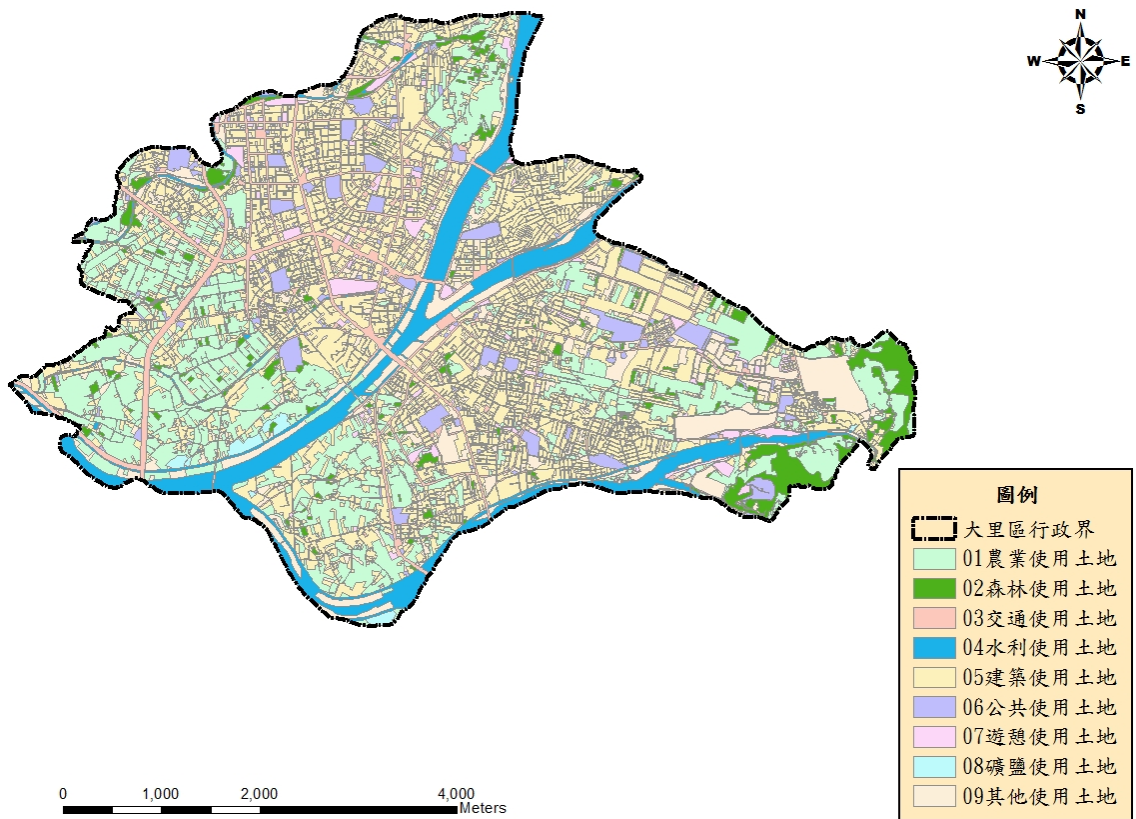 N
W E
S
圖例
大里區行政界
01農業使用土地
02森林使用土地
03交通使用土地
04水利使用土地
05建築使用土地
06公共使用土地
07遊憩使用土地
08礦鹽使用土地
09其他使用土地
0 1,000 2,000 4,000
Meters